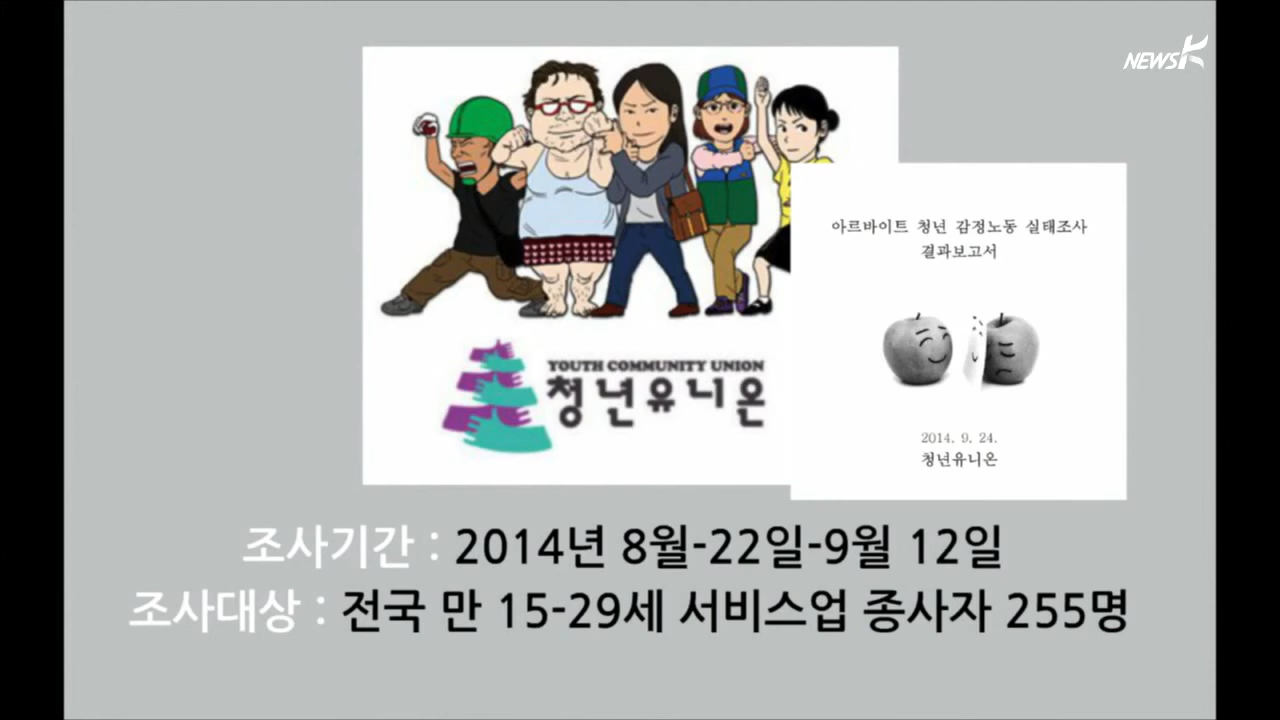 NEWS K
아르바이트 청년 감정노동 실태조사
결과보고서
YOUTH COMMUNITY UNION
청년유니온
2014. 9. 24.
청년유니온
조사기간 : 2014년 8월-22일-9월 12일
조사대상 : 전국 만 15-29세 서비스업 종사자 255명